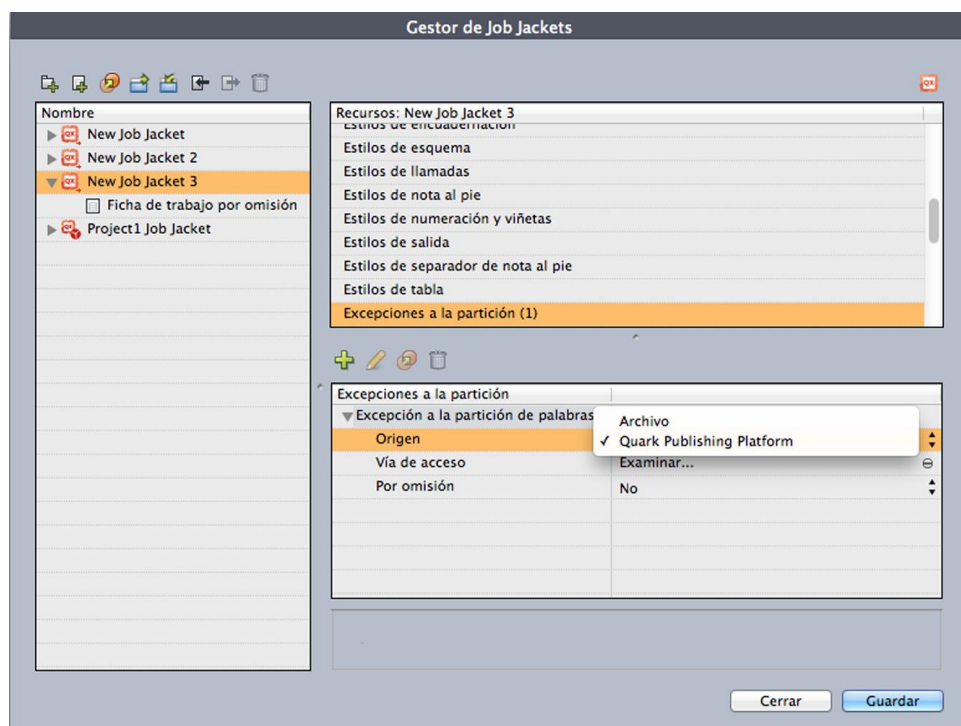 Gestor de Job Jackets
Nombre
New Job Jacket
New Job Jacket 2
New Job Jacket 3
Ficha de trabajo por omisión
Project1 Job Jacket
Recursos: New Job Jacket 3
Estilos de encuadernación
Estilos de esquema
Estilos de llamadas
Estilos de nota al pie
Estilos de numeración y viñetas
Estilos de salida
Estilos de separador de nota al pie
Estilos de tabla
Excepciones a la partición (1)
Excepciones a la partición
Excepción a la partición de palabras
Archivo
Origen
✓ Quark Publishing Platform
Vía de acceso
Examinar...
Por omisión
No
Cerrar
Guardar